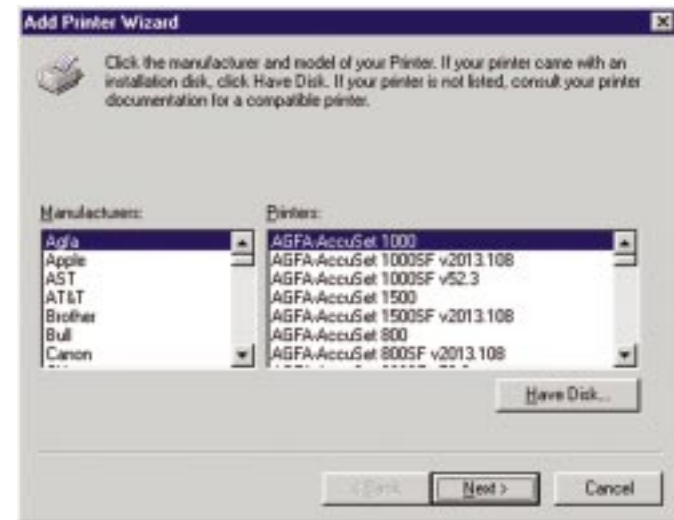 Add Printer Wizard
Click the manufacturer and model of your Printer. If your printer came with an
installation disk, click Have Disk. If your printer is not listed, consult your printer
documentation for a compatible printer.
Manufacturers:
Printers:
Agfa
Apple
AST
AT&T
Brother
Bull
Canon
AGFA-AccuSet 1000
AGFA-AccuSet 1000SF v2013.108
AGFA-AccuSet 1000SF v52.3
AGFA-AccuSet 1500
AGFA-AccuSet 1500SF v2013.108
AGFA-AccuSet 800
AGFA-AccuSet 800SF v2013.108
Have Disk...
< Back
Next >
Cancel